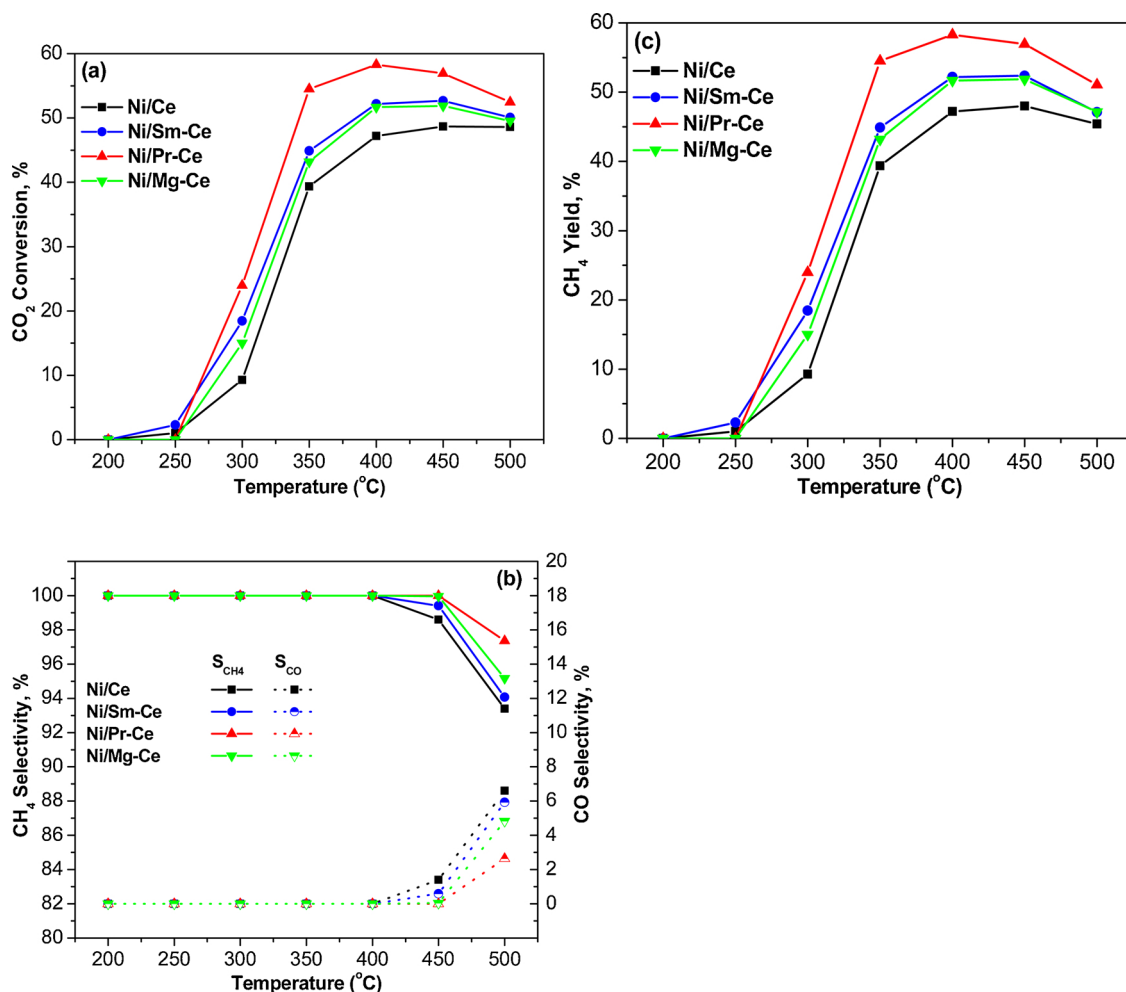 (a)
Ni/Ce
Ni/Sm-Ce
Ni/Pr-Ce
Ni/Mg-Ce
CO₂ Conversion, %
60
50
40
30
20
10
0
200 250 300 350 400 450 500
Temperature (°C)
(c)
Ni/Ce
Ni/Sm-Ce
Ni/Pr-Ce
Ni/Mg-Ce
CH₄ Yield, %
60
50
40
30
20
10
0
200 250 300 350 400 450 500
Temperature (°C)
(b)
S_CH4 S_CO
Ni/Ce
Ni/Sm-Ce
Ni/Pr-Ce
Ni/Mg-Ce
CH₄ Selectivity, %
100
98
96
94
92
90
88
86
84
82
80
CO Selectivity, %
20
18
16
14
12
10
8
6
4
2
0
200 250 300 350 400 450 500
Temperature (°C)